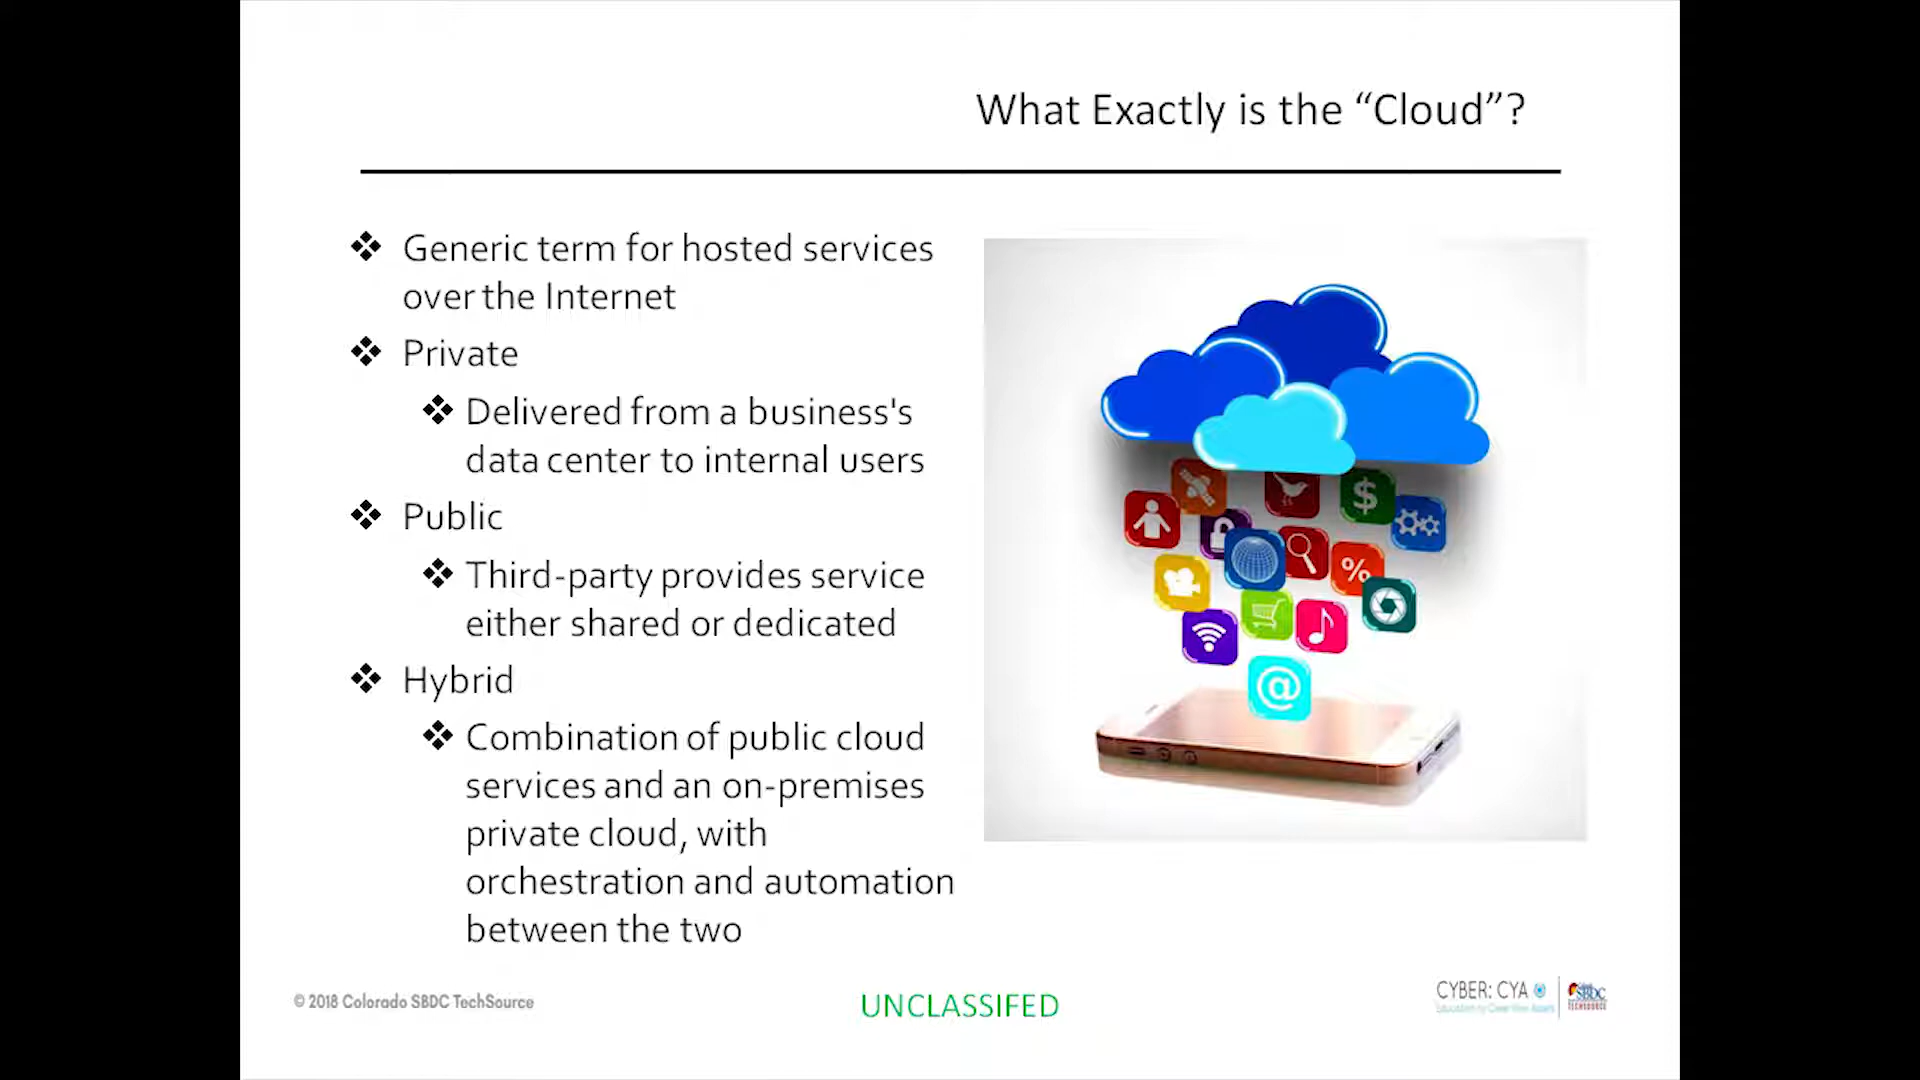 What Exactly is the “Cloud”?
❖ Generic term for hosted services
over the Internet
❖ Private
❖ Delivered from a business's
data center to internal users
❖ Public
❖ Third-party provides service
either shared or dedicated
❖ Hybrid
❖ Combination of public cloud
services and an on-premises
private cloud, with
orchestration and automation
between the two
$
%
@
© 2018 Colorado SBDC TechSource
UNCLASSIFED
CYBER: CYA
SBDC
TECHSOURCE